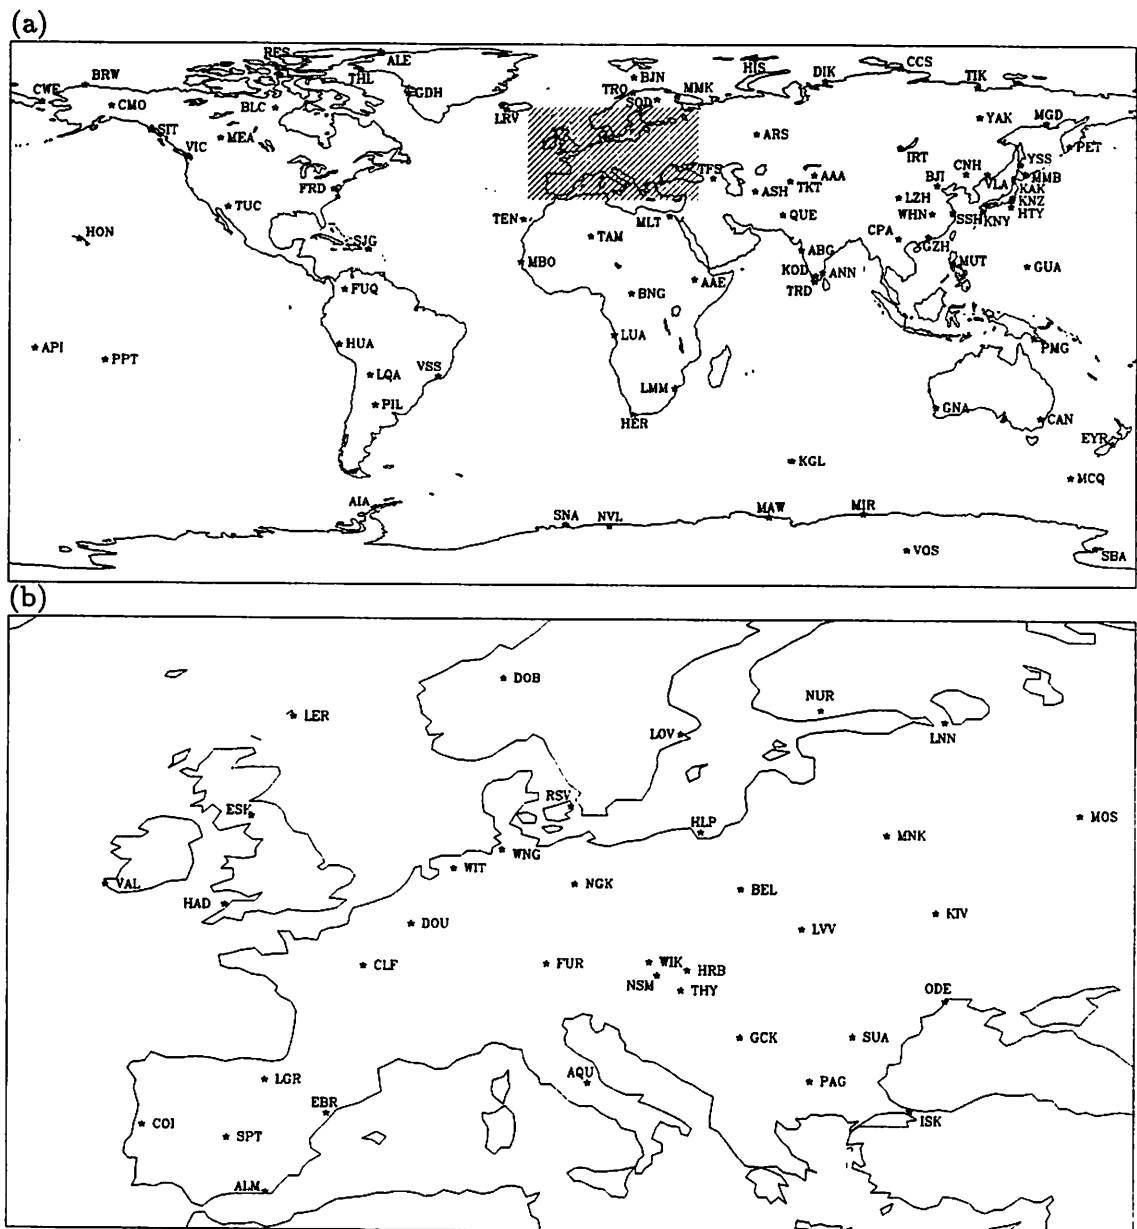 (a)
RES
ALE
CWE
BRW
THL
GDH
BJN
HIS
DIK
CCS
TIK
CMO
BLC
TRO
SOD
MMK
LRV
SIT
MEA
VIC
ARS
YAK
MGD
PET
IRT
FRD
TFS
AAA
TKT
ASH
CNH
BJI
VLA
YSS
MMB
KAK
KNZ
HTY
TUC
LZH
WHN
SSH
KNY
TEN
MLT
QUE
HON
SJG
TAM
CPA
GZH
MBO
ABG
KOD
ANN
TRD
MUT
GUA
AAE
FUQ
BNG
LUA
API
PPT
HUA
PMG
LQA
VSS
LMM
PIL
HER
GNA
CAN
EYR
KGL
MCQ
AIA
SNA
NVL
MAW
MIR
VOS
SBA
(b)
DOB
LER
NUR
LOV
LNN
ESK
RSV
HLP
MOS
MNK
WNG
WIT
VAL
NGK
BEL
HAD
KIV
DOU
LVV
CLF
FUR
WIK
HRB
NSM
THY
ODE
GCK
SUA
AQU
LGR
PAG
EBR
COI
SPT
ISK
ALM